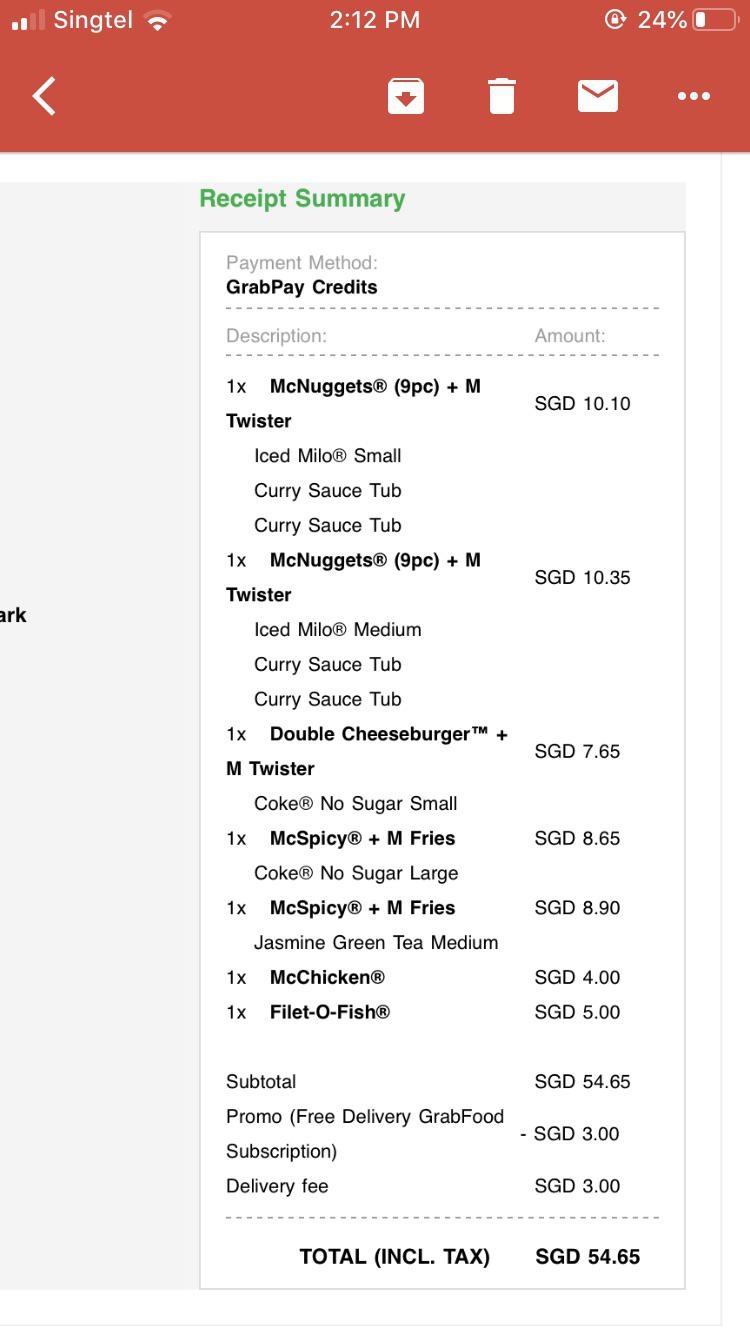 Singtel 2:12 PM 24%
Receipt Summary
Payment Method:
GrabPay Credits
Description: Amount:
1x McNuggets® (9pc) + M
Twister SGD 10.10
Iced Milo® Small
Curry Sauce Tub
Curry Sauce Tub
1x McNuggets® (9pc) + M
Twister SGD 10.35
ark
Iced Milo® Medium
Curry Sauce Tub
Curry Sauce Tub
1x Double Cheeseburger™ +
M Twister SGD 7.65
Coke® No Sugar Small
1x McSpicy® + M Fries SGD 8.65
Coke® No Sugar Large
1x McSpicy® + M Fries SGD 8.90
Jasmine Green Tea Medium
1x McChicken® SGD 4.00
1x Filet-O-Fish® SGD 5.00
Subtotal SGD 54.65
Promo (Free Delivery GrabFood
Subscription) - SGD 3.00
Delivery fee SGD 3.00
TOTAL (INCL. TAX) SGD 54.65